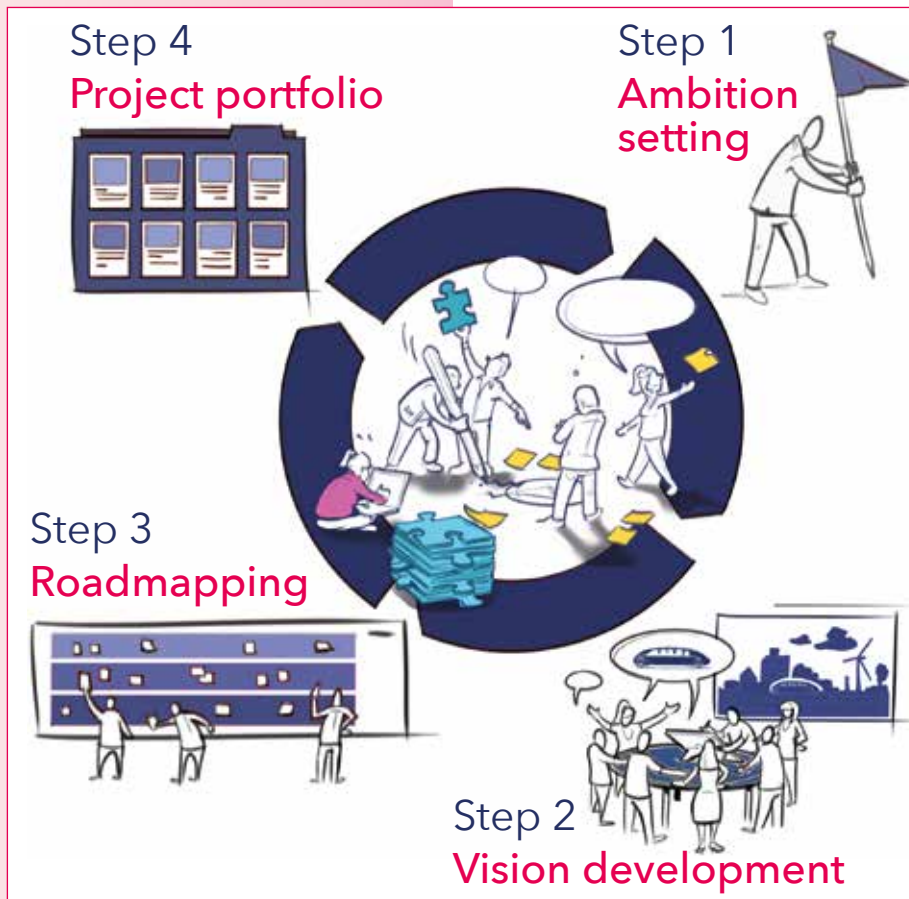 Step 4
Project portfolio
Step 1
Ambition
setting
Step 3
Roadmapping
Step 2
Vision development